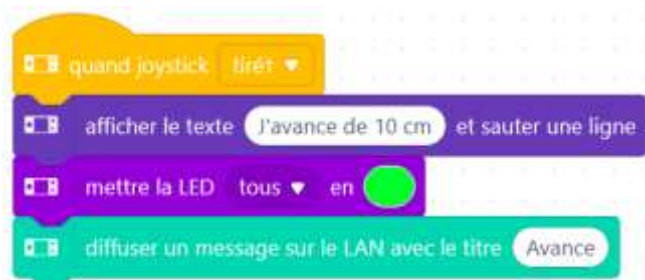 quand joystick tiré↑
afficher le texte J'avance de 10 cm et sauter une ligne
mettre la LED tous en
diffuser un message sur le LAN avec le titre Avance